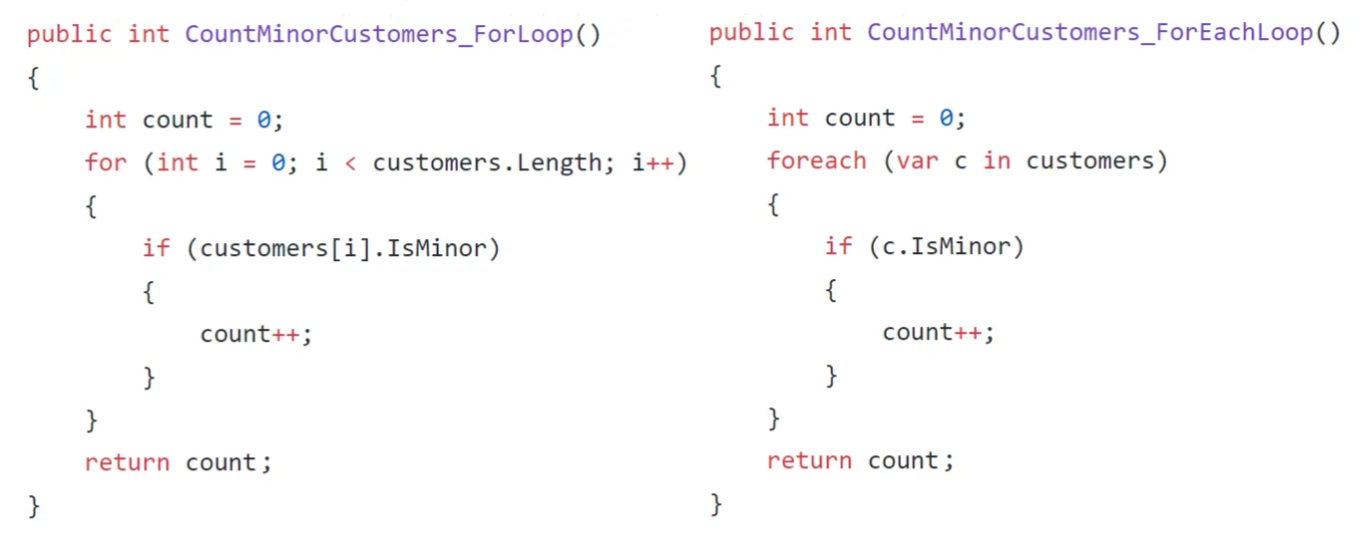 public int CountMinorCustomers_ForLoop()
{
    int count = 0;
    for (int i = 0; i < customers.Length; i++)
    {
        if (customers[i].IsMinor)
        {
            count++;
        }
    }
    return count;
}
public int CountMinorCustomers_ForEachLoop()
{
    int count = 0;
    foreach (var c in customers)
    {
        if (c.IsMinor)
        {
            count++;
        }
    }
    return count;
}